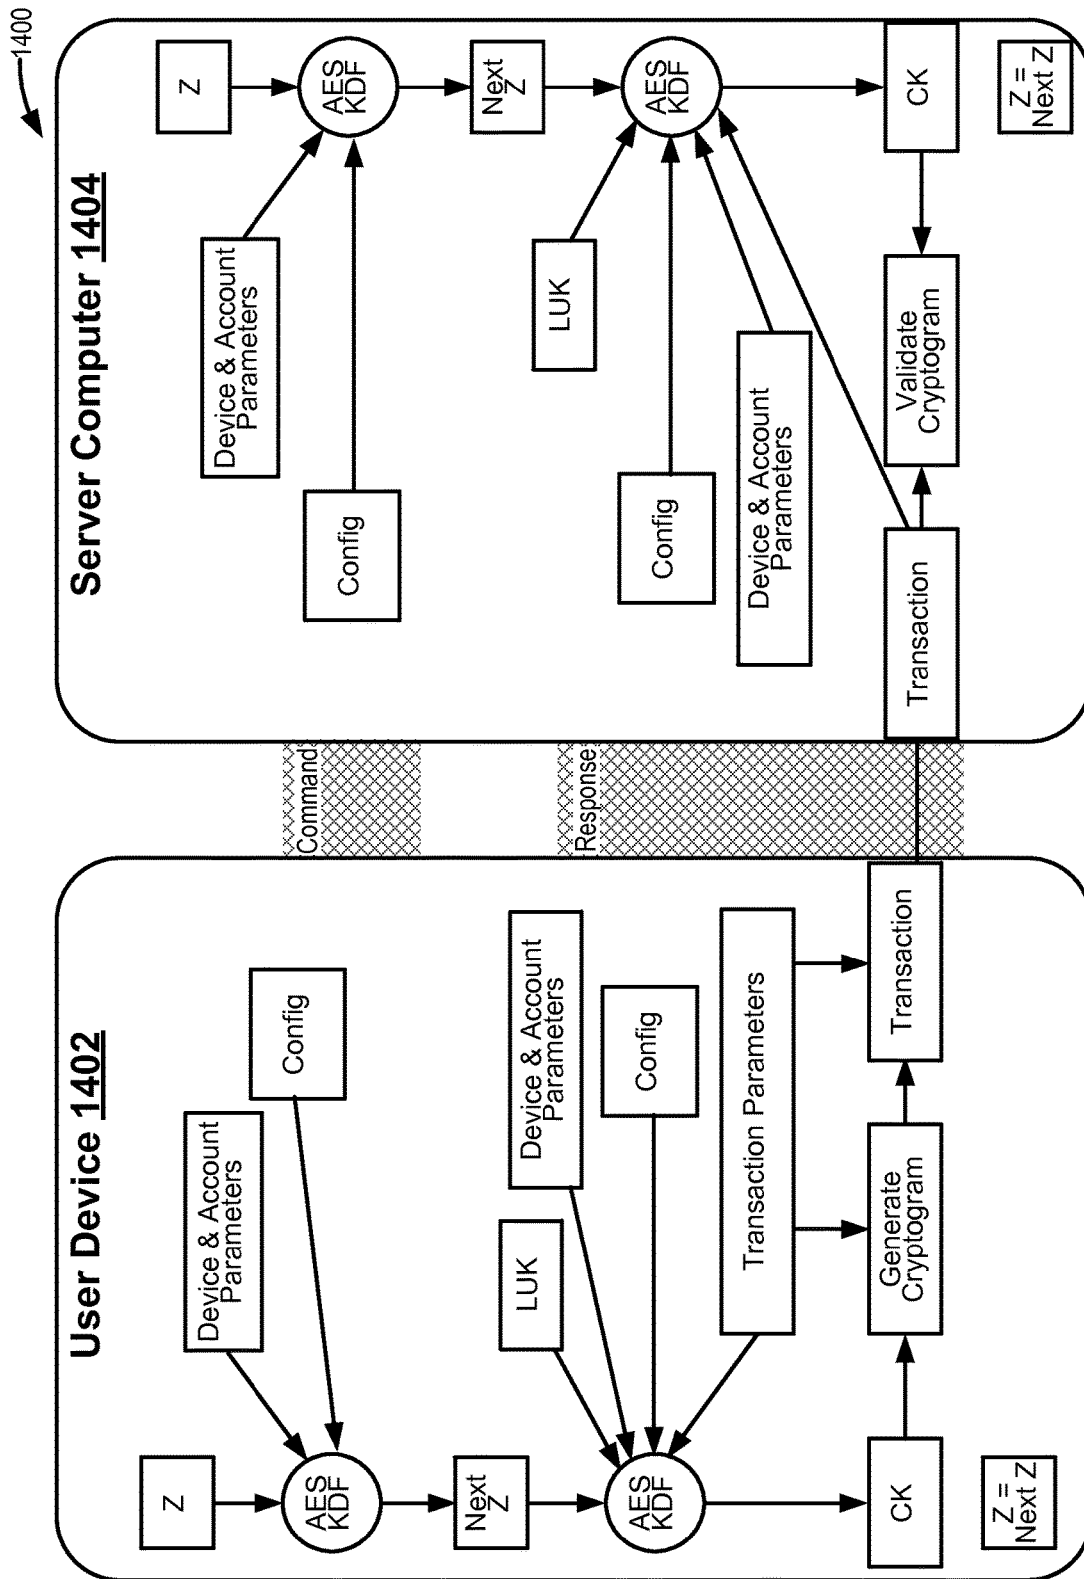 1400
User Device 1402
Z
Device & Account
Parameters
Config
AES
KDF
Next
Z
LUK
Device & Account
Parameters
Config
AES
KDF
Transaction Parameters
CK
Generate
Cryptogram
Transaction
Z =
Next Z
Command
Response
Server Computer 1404
Z
Device & Account
Parameters
Config
AES
KDF
Next
Z
LUK
Config
AES
KDF
Device & Account
Parameters
Transaction
Validate
Cryptogram
CK
Z =
Next Z